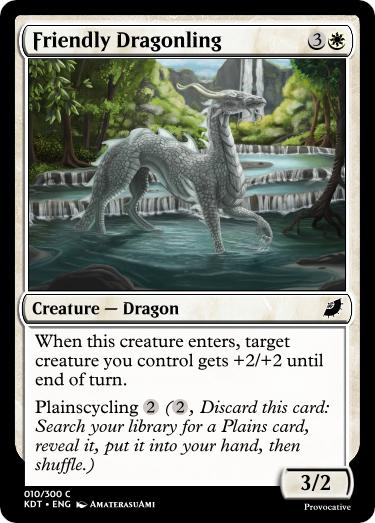 Friendly Dragonling 3
Creature — Dragon
When this creature enters, target
creature you control gets +2/+2 until
end of turn.
Plainscycling 2 (2, Discard this card:
Search your library for a Plains card,
reveal it, put it into your hand, then
shuffle.)
3/2
010/300 C
KDT • ENG AmaterasuAmi
Provocative